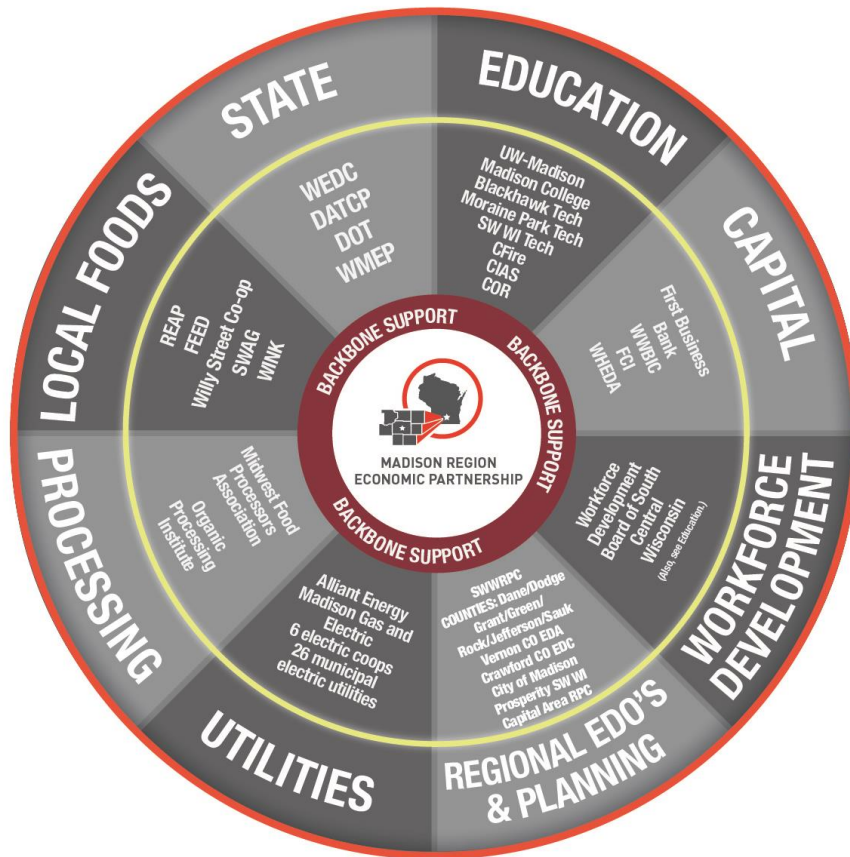 STATE
WEDC
DATCP
DOT
WMEP
EDUCATION
UW-Madison
Madison College
Blackhawk Tech
Moraine Park Tech
SW WI Tech
CFire
CIAS
COR
CAPITAL
First Business
Bank
WWBIC
FCI
WHEDA
WORKFORCE
DEVELOPMENT
Workforce
Development
Board of South
Central
Wisconsin
(Also, see Education.)
REGIONAL EDO'S
& PLANNING
SWWRPC
COUNTIES: Dane/Dodge
Grant/Green/
Rock/Jefferson/Sauk
Vernon CO EDA
Crawford CO EDC
City of Madison
Prosperity SW WI
Capital Area RPC
UTILITIES
Alliant Energy
Madison Gas and
Electric
6 electric coops
26 municipal
electric utilities
PROCESSING
Midwest Food
Processors
Association
Organic
Processing
Institute
LOCAL FOODS
REAP
FEED
Willy Street Co-op
SWAG
WINK
BACKBONE SUPPORT
BACKBONE SUPPORT
BACKBONE SUPPORT
MADISON REGION
ECONOMIC PARTNERSHIP